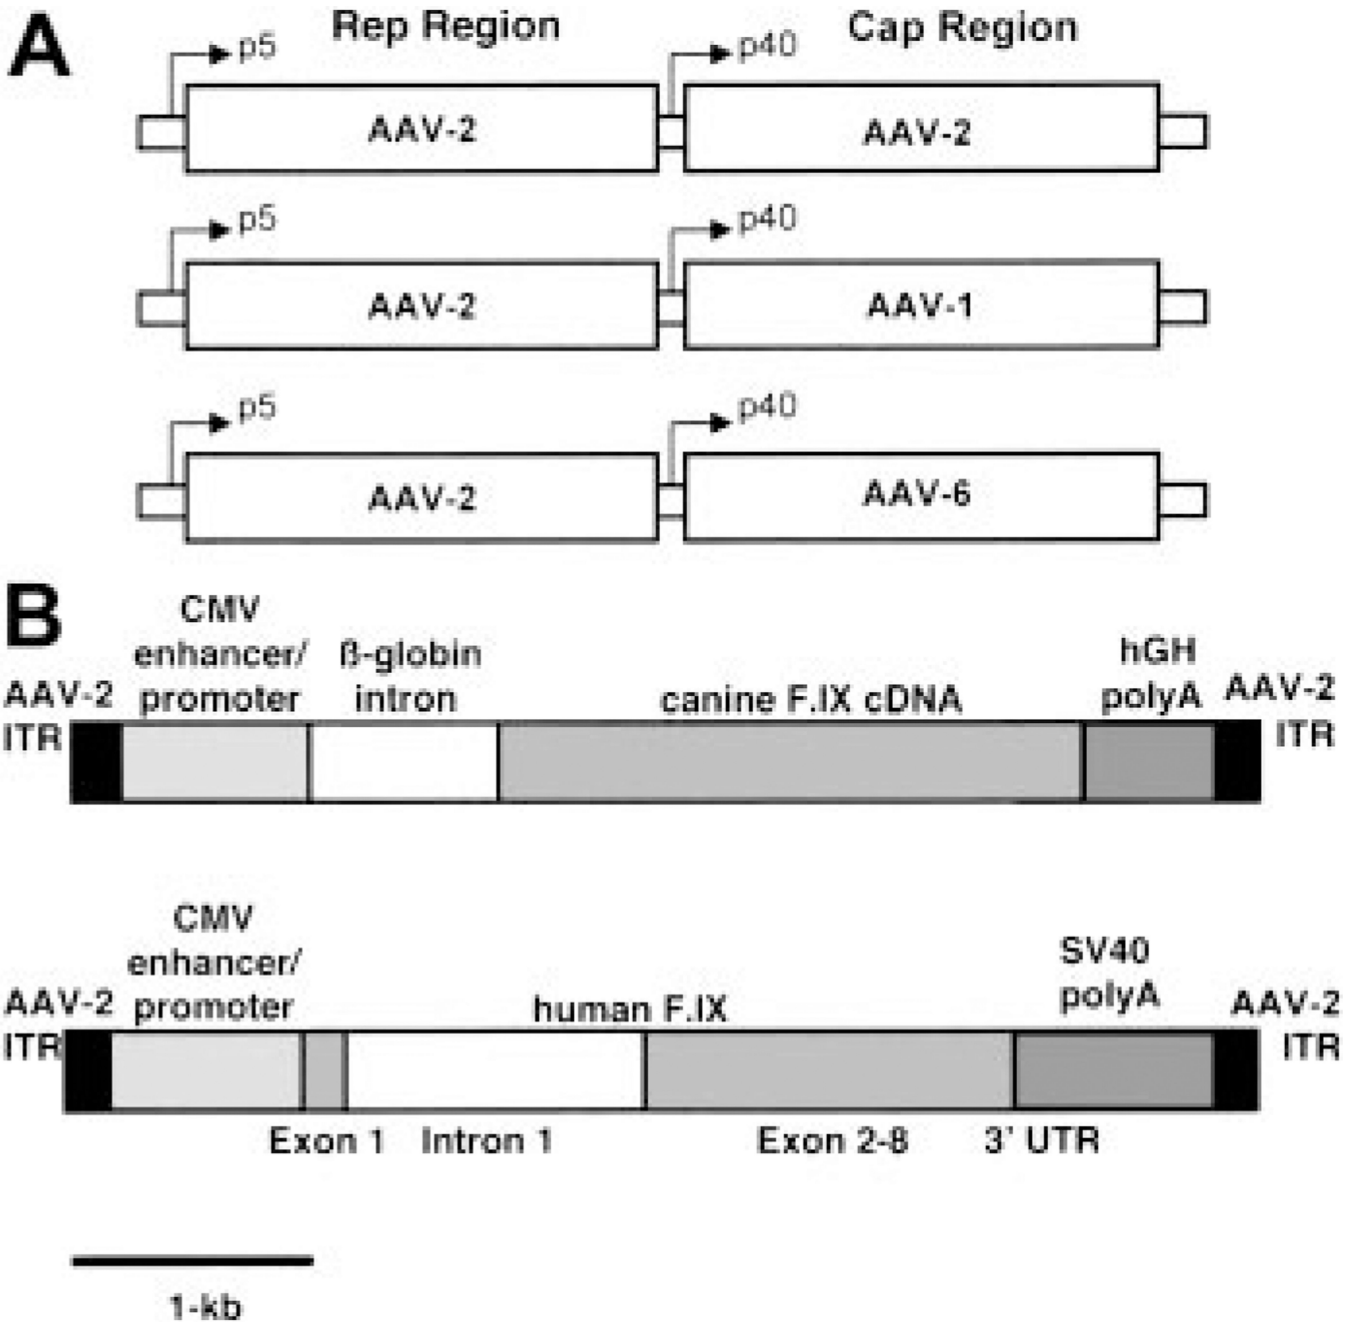 A
Rep Region
Cap Region
p5
p40
AAV-2
AAV-2
p5
p40
AAV-2
AAV-1
p5
p40
AAV-2
AAV-6
B
CMV
enhancer/
promoter
ß-globin
intron
canine F.IX cDNA
hGH
polyA
AAV-2
ITR
AAV-2
ITR
CMV
enhancer/
promoter
human F.IX
SV40
polyA
AAV-2
ITR
AAV-2
ITR
Exon 1
Intron 1
Exon 2-8
3' UTR
1-kb